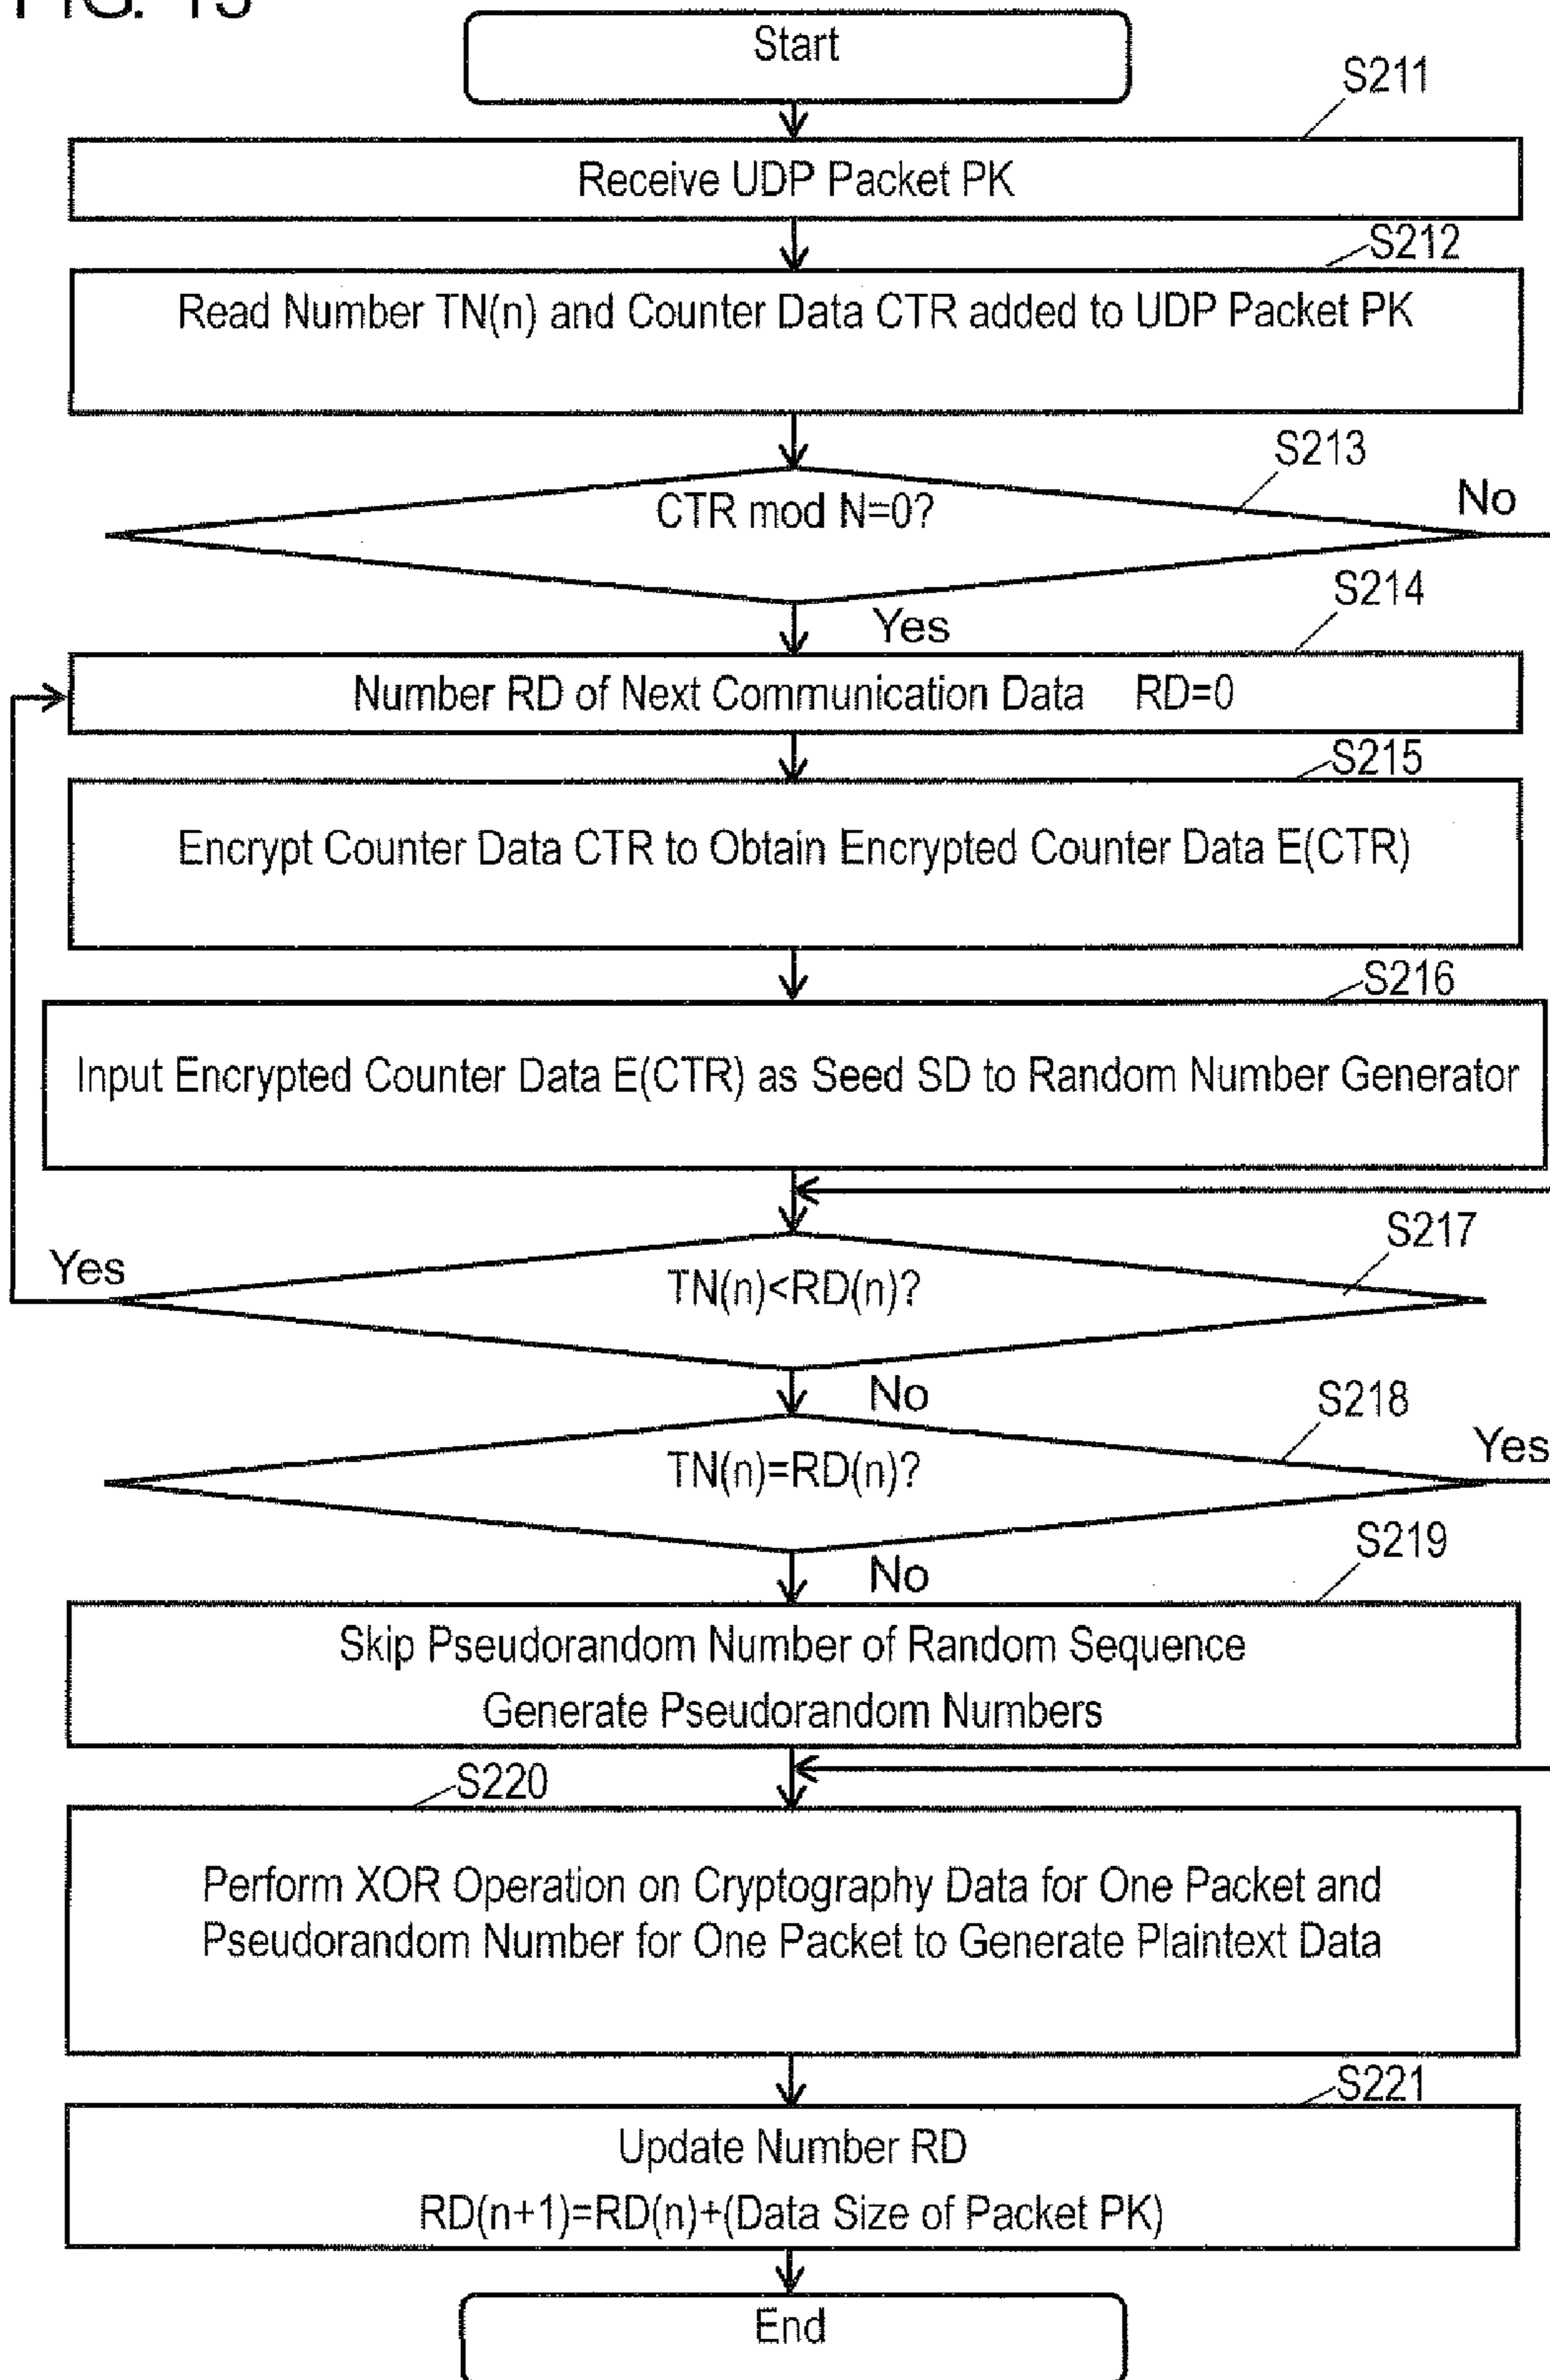 Start
S211
Receive UDP Packet PK
S212
Read Number TN(n) and Counter Data CTR added to UDP Packet PK
S213
CTR mod N=0?
No
S214
Yes
Number RD of Next Communication Data RD=0
S215
Encrypt Counter Data CTR to Obtain Encrypted Counter Data E(CTR)
S216
Input Encrypted Counter Data E(CTR) as Seed SD to Random Number Generator
S217
Yes
TN(n)<RD(n)?
No
S218
Yes
TN(n)=RD(n)?
S219
No
Skip Pseudorandom Number of Random Sequence
Generate Pseudorandom Numbers
S220
Perform XOR Operation on Cryptography Data for One Packet and
Pseudorandom Number for One Packet to Generate Plaintext Data
S221
Update Number RD
RD(n+1)=RD(n)+(Data Size of Packet PK)
End